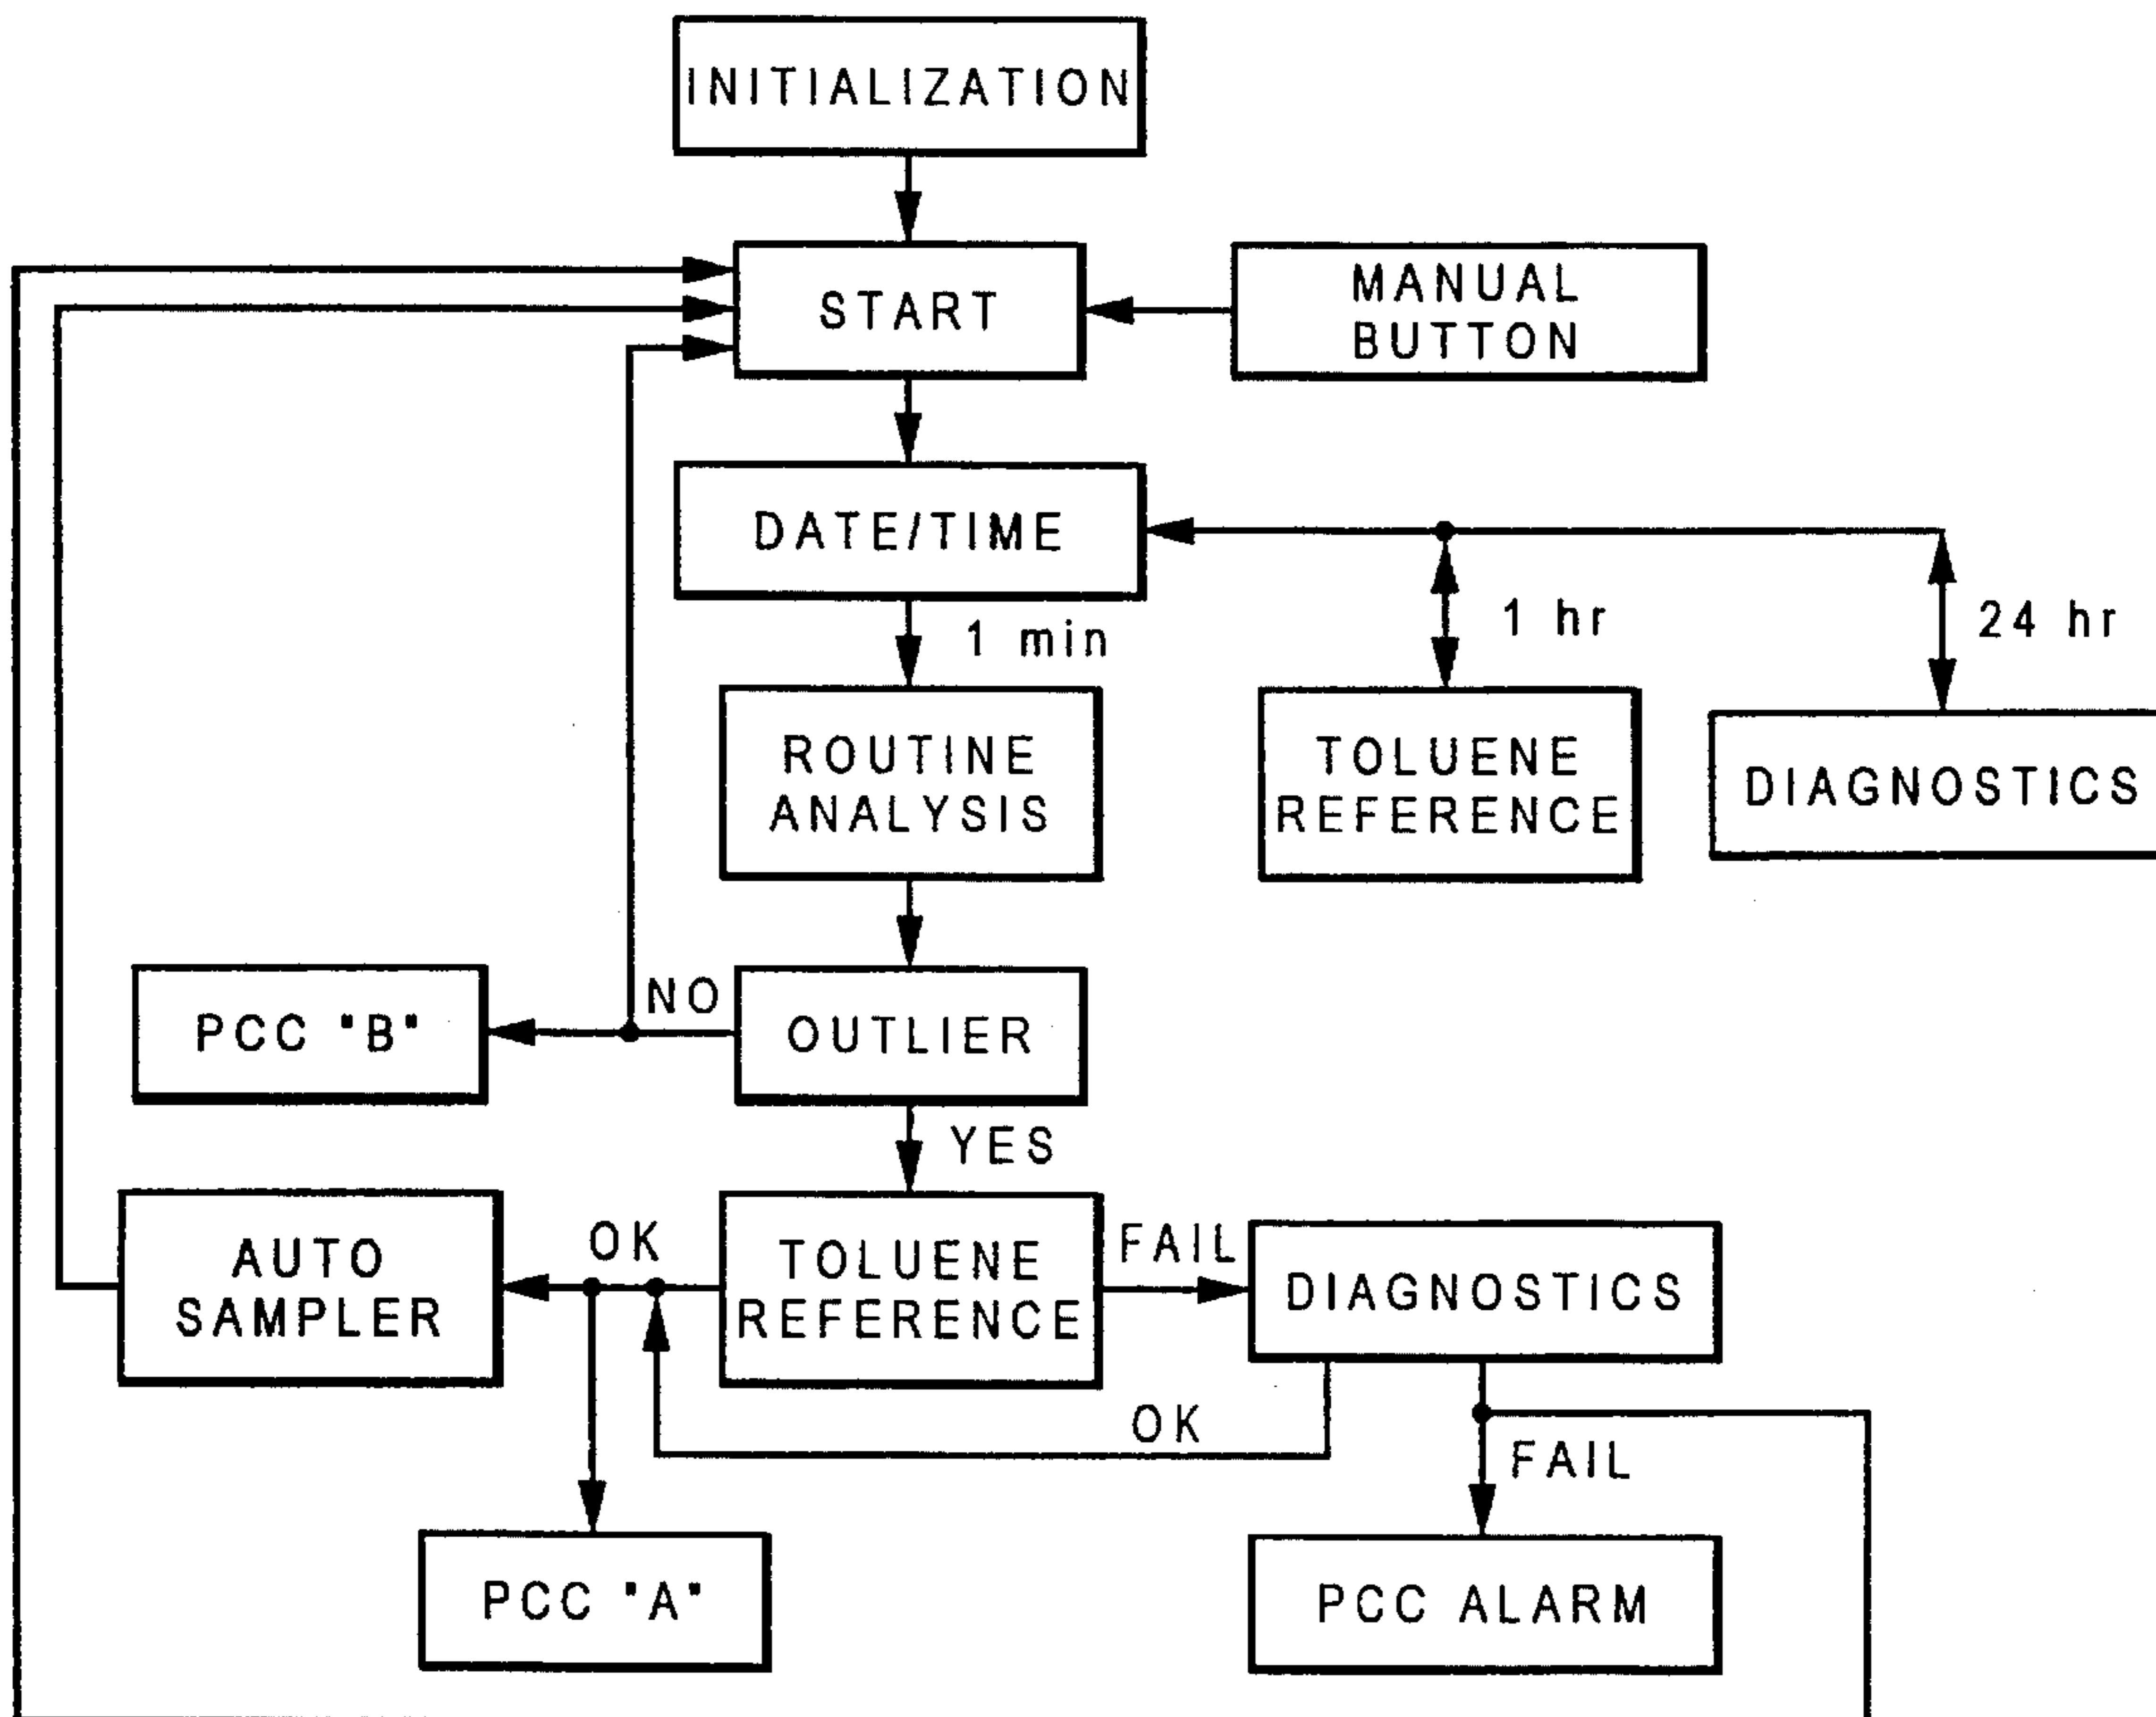 INITIALIZATION
START
MANUAL
BUTTON
DATE/TIME
1 min
1 hr
24 hr
ROUTINE
ANALYSIS
TOLUENE
REFERENCE
DIAGNOSTICS
PCC "B"
NO
OUTLIER
YES
AUTO
SAMPLER
OK
TOLUENE
REFERENCE
FAIL
DIAGNOSTICS
OK
FAIL
PCC "A"
PCC ALARM